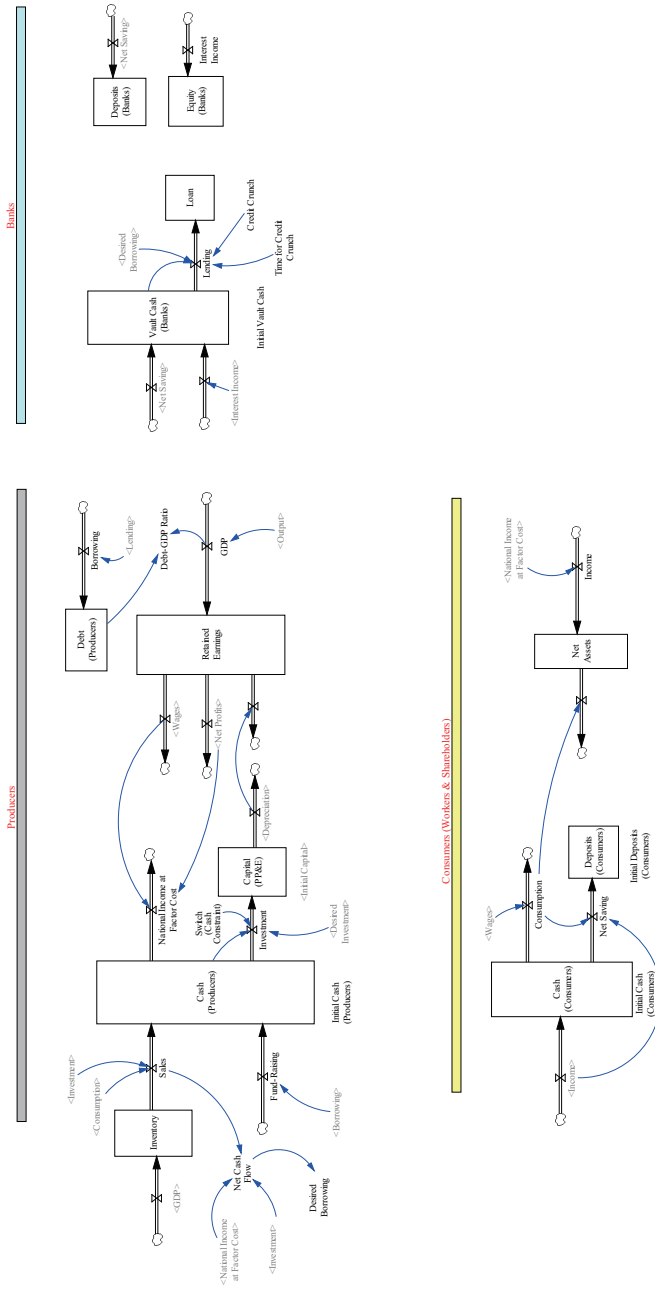 Producers
<Investment>
<Consumption>
<GDP>
Inventory
Sales
<National Income
at Factor Cost>
Net Cash
Flow
<Investment>
Desired
Borrowing
Fund-Raising
<Borrowing>
Cash
(Producers)
Initial Cash
(Producers)
National Income at
Factor Cost
Switch
(Cash
Constraint)
Investment
<Desired
Investment>
Capital
(PP&E)
<Initial Capital>
<Depreciation>
<Wages>
<Net Profits>
Retained
Earnings
Debt
(Producers)
Borrowing
<Lending>
Debt-GDP Ratio
GDP
<Output>
Banks
<Net Saving>
<Interest Income>
Vault Cash
(Banks)
Initial Vault Cash
<Desired
Borrowing>
Lending
Loan
Credit Crunch
Time for Credit
Crunch
Deposits
(Banks)
<Net Saving>
Equity
(Banks)
Interest
Income
Consumers (Workers & Shareholders)
<Income>
Cash
(Consumers)
Initial Cash
(Consumers)
<Wages>
Consumption
Net Saving
Deposits
(Consumers)
Initial Deposits
(Consumers)
Net
Assets
<National Income
at Factor Cost>
Income